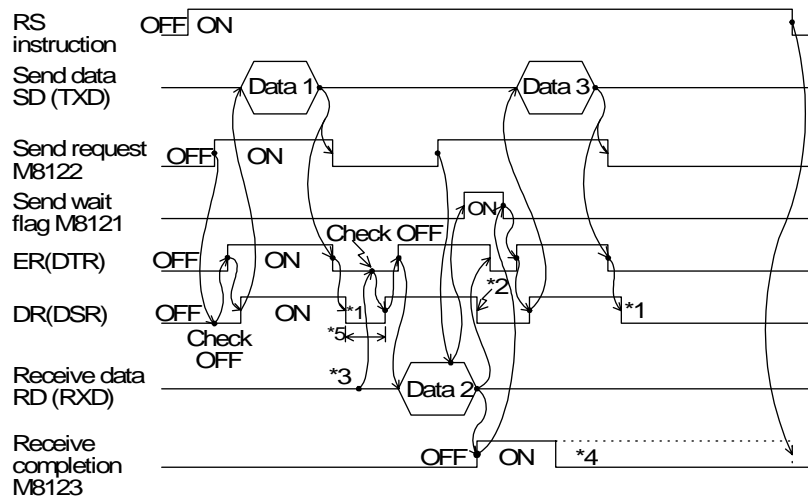 RS
instruction
OFF ON
Send data
SD (TXD)
Data 1
Data 3
Send request
M8122
OFF
ON
Send wait
flag M8121
ON
Check OFF
ER(DTR)
OFF
ON
*2
DR(DSR)
OFF
ON
*1
*1
Check
OFF
*5
Receive data
RD (RXD)
*3
Data 2
Receive
completion
M8123
OFF
ON
*4